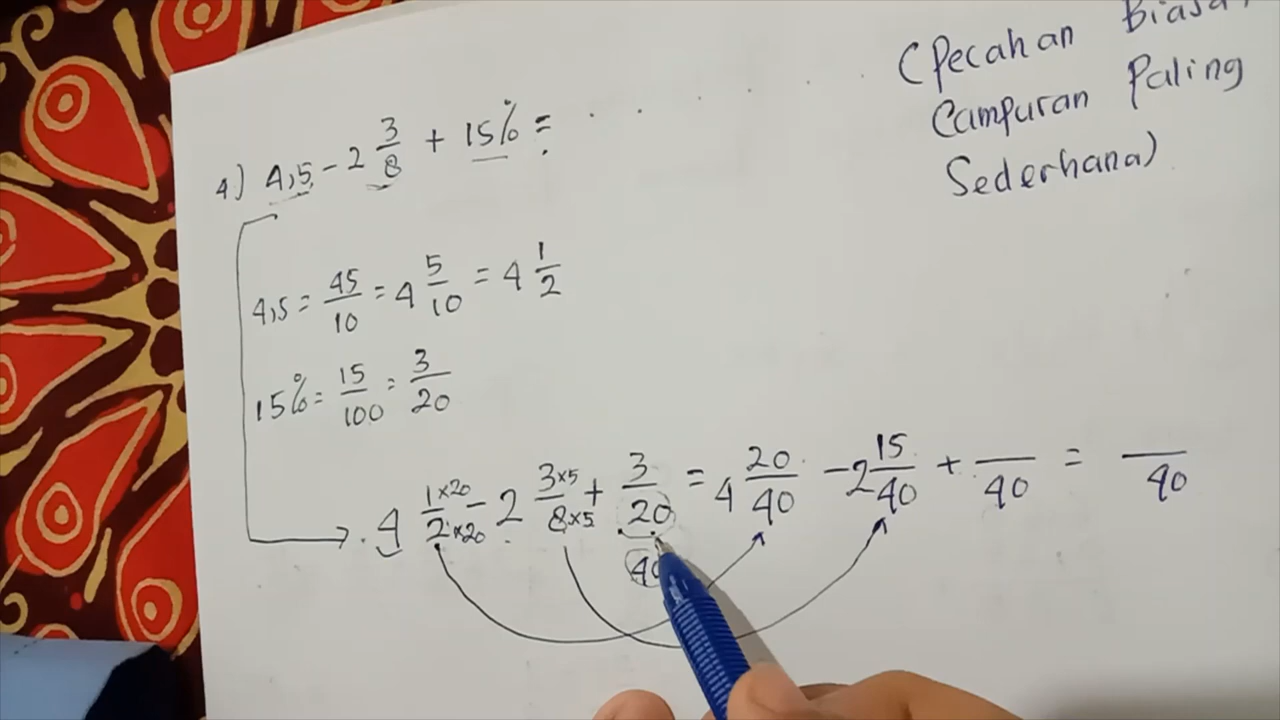 (Pecahan Biasa,
Campuran Paling
Sederhana)
4) 4,5 - 2 3/8 + 15% = . . . . . .
4,5 = 45/10 = 4 5/10 = 4 1/2
15% = 15/100 = 3/20
4 1×20/2×20 - 2 3×5/8×5 + 3/20 = 4 20/40 - 2 15/40 + /40 = /40
40